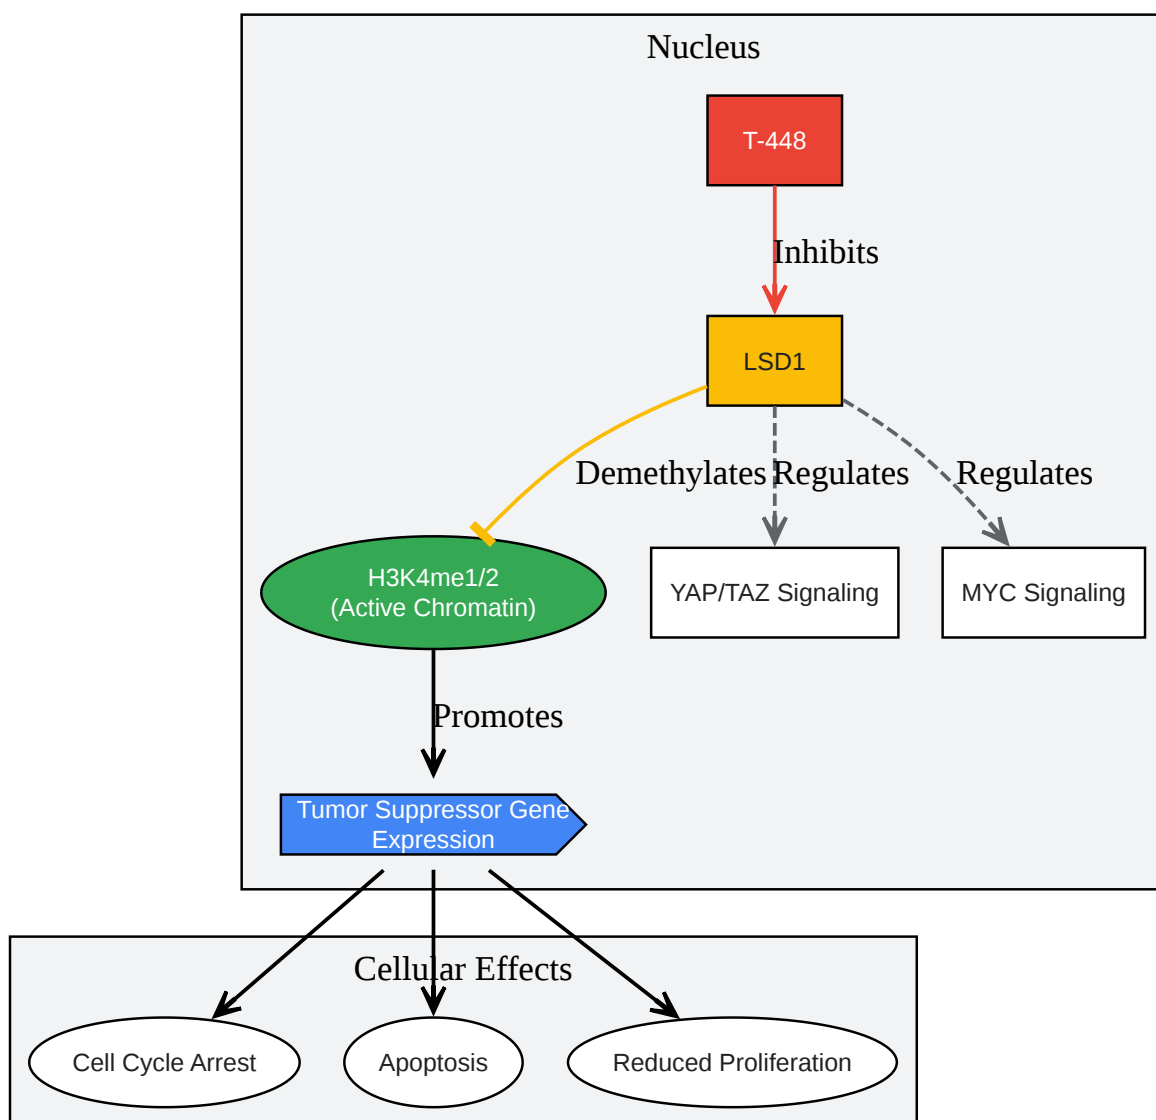 Nucleus
T-448
Inhibits
LSD1
Demethylates
Regulates
Regulates
H3K4me1/2
(Active Chromatin)
YAP/TAZ Signaling
MYC Signaling
Promotes
Tumor Suppressor Gene
Expression
Cellular Effects
Cell Cycle Arrest
Apoptosis
Reduced Proliferation